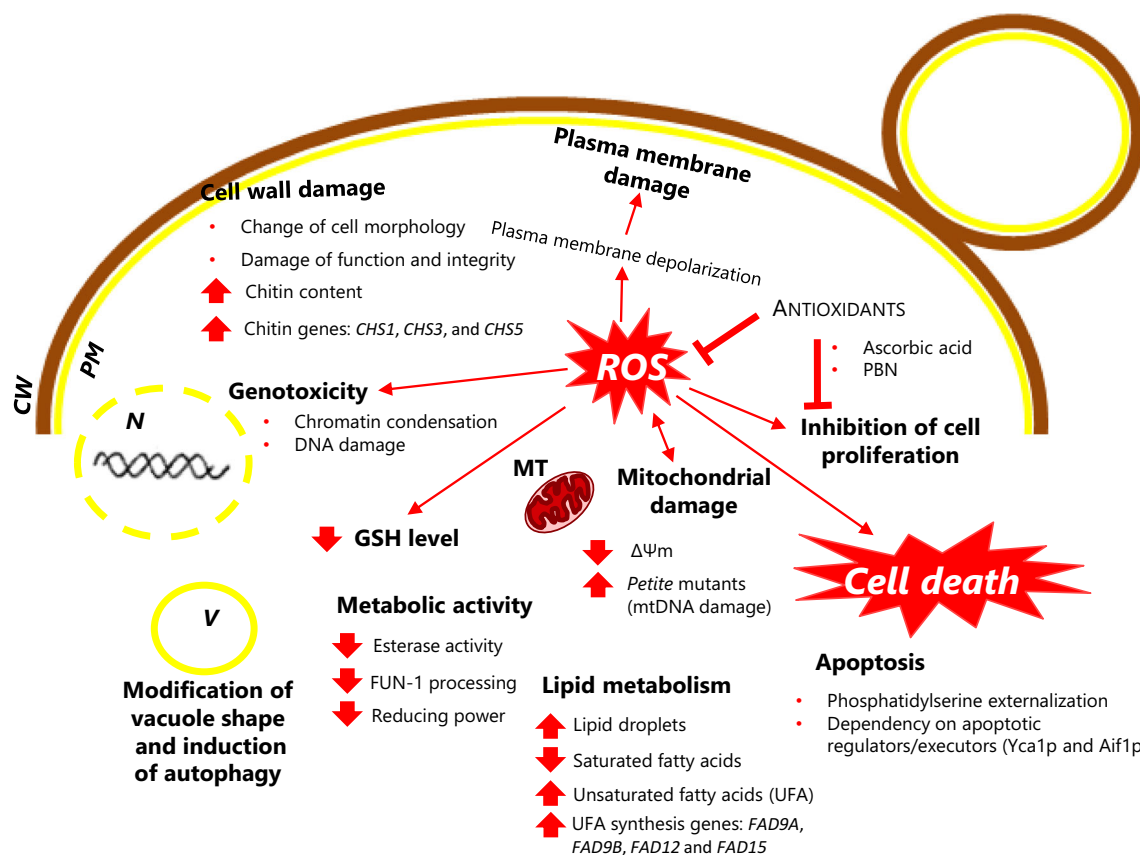 Plasma membrane
damage
Cell wall damage
• Change of cell morphology
• Damage of function and integrity
Chitin content
Chitin genes: CHS1, CHS3, and CHS5
Plasma membrane depolarization
ANTIOXIDANTS
• Ascorbic acid
• PBN
ROS
CW
PM
N
Genotoxicity
• Chromatin condensation
• DNA damage
Inhibition of cell
proliferation
MT
Mitochondrial
damage
ΔΨm
Petite mutants
(mtDNA damage)
GSH level
Cell death
V
Modification of
vacuole shape
and induction
of autophagy
Metabolic activity
Esterase activity
FUN-1 processing
Reducing power
Lipid metabolism
Lipid droplets
Saturated fatty acids
Unsaturated fatty acids (UFA)
UFA synthesis genes: FAD9A,
FAD9B, FAD12 and FAD15
Apoptosis
• Phosphatidylserine externalization
• Dependency on apoptotic
regulators/executors (Yca1p and Aif1p